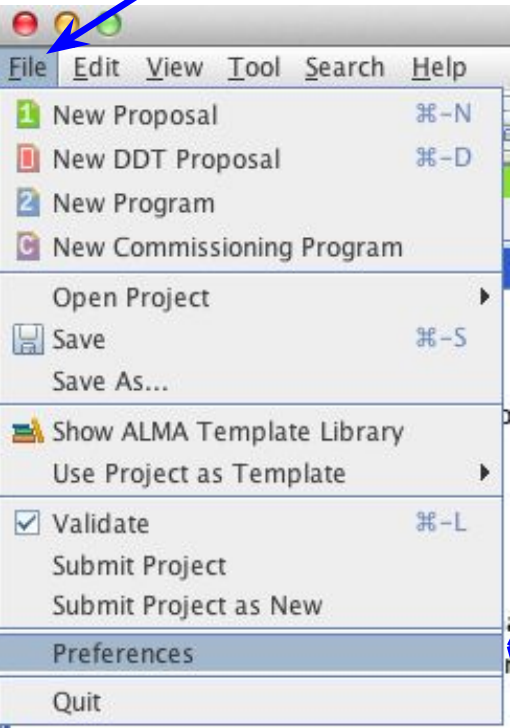 File Edit View Tool Search Help
1 New Proposal ⌘-N
New DDT Proposal ⌘-D
2 New Program
C New Commissioning Program
Open Project
Save ⌘-S
Save As...
Show ALMA Template Library
Use Project as Template
Validate ⌘-L
Submit Project
Submit Project as New
Preferences
Quit